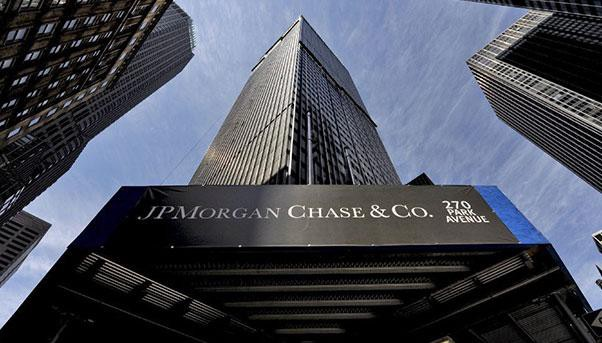 JPMORGAN CHASE & CO.
270
PARK
AVENUE